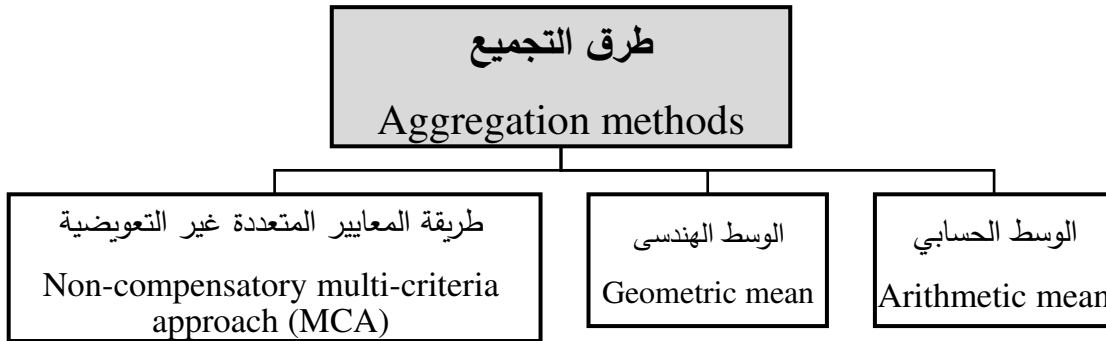 طرق التجميع
Aggregation methods
طريقة المعايير المتعددة غير التعويضية
Non-compensatory multi-criteria
approach (MCA)
الوسط الهندسى
Geometric mean
الوسط الحسابي
Arithmetic mean